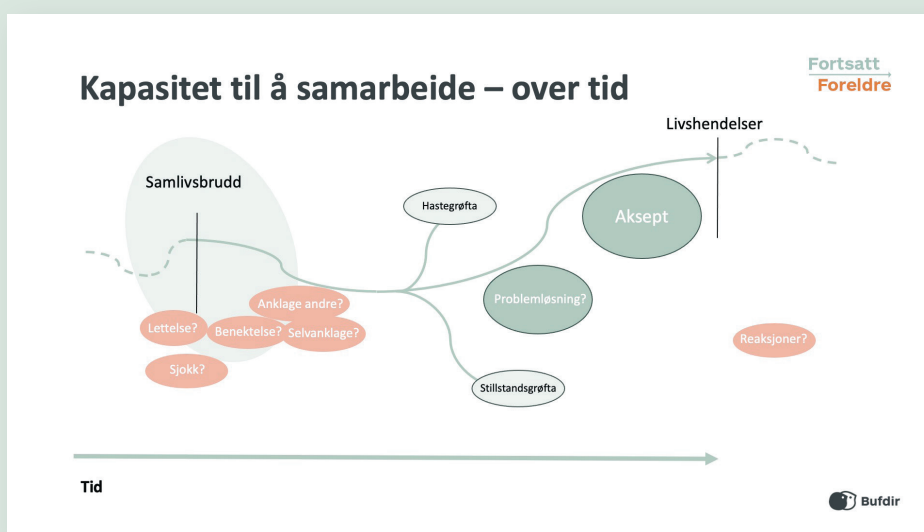 Kapasitet til å samarbeide – over tid
Fortsatt
Foreldre
Livshendelser
Samlivsbrudd
Hastegrøfta
Aksept
Anklage andre?
Problemløsning?
Lettelse?
Benektelse?
Selvanklage?
Reaksjoner?
Sjokk?
Stillstandsgrøfta
Tid
Bufdir